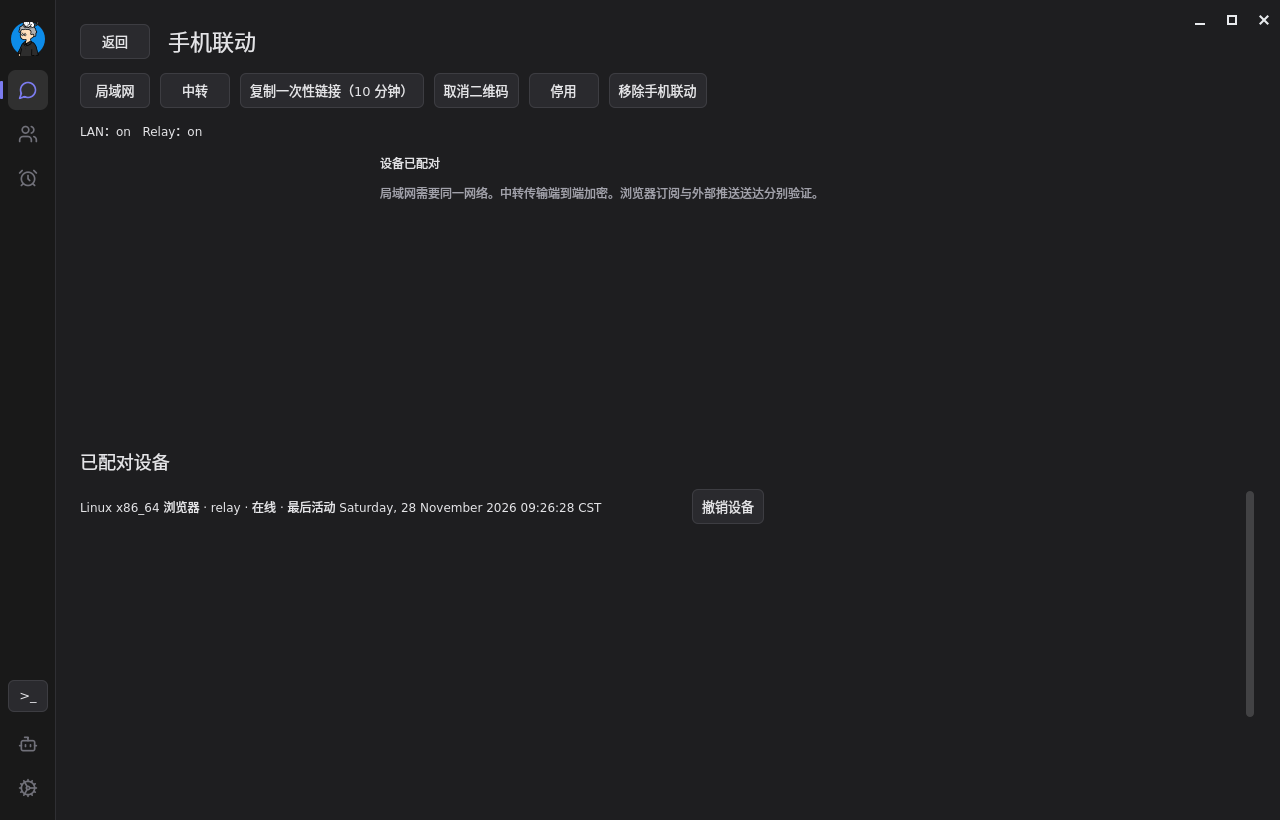 返回 手机联动
局域网 中转 复制一次性链接（10 分钟） 取消二维码 停用 移除手机联动
LAN：on Relay：on
设备已配对
局域网需要同一网络。中转传输端到端加密。浏览器订阅与外部推送送达分别验证。
已配对设备
Linux x86_64 浏览器 · relay · 在线 · 最后活动 Saturday, 28 November 2026 09:26:28 CST 撤销设备
>_